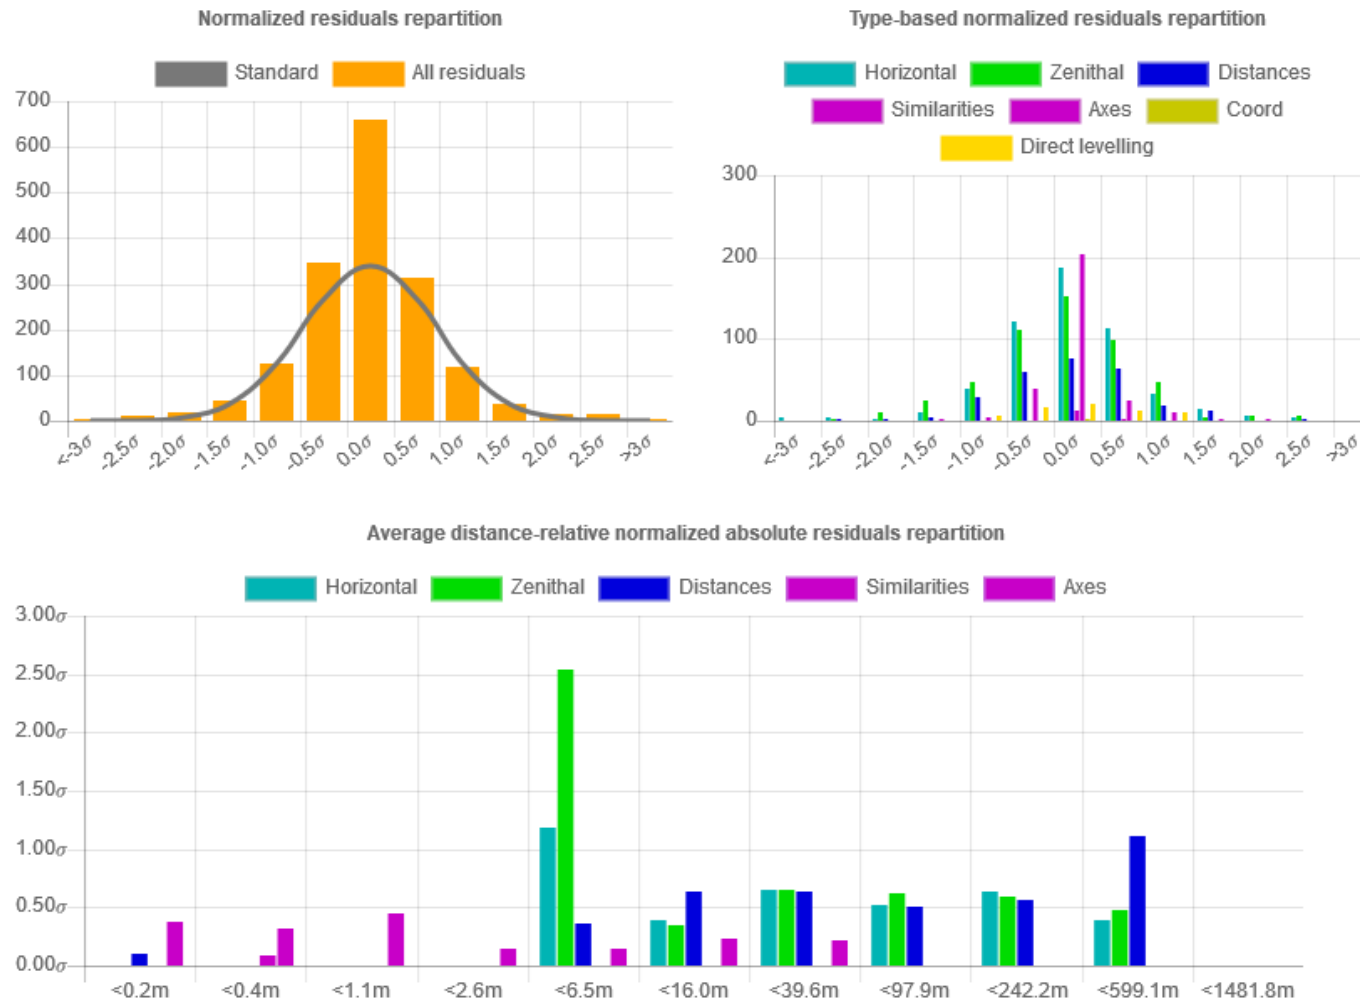 Normalized residuals repartition
Standard All residuals
700
600
500
400
300
200
100
0
<-3σ -2.5σ -2.0σ -1.5σ -1.0σ -0.5σ 0.0σ 0.5σ 1.0σ 1.5σ 2.0σ 2.5σ >3σ
Type-based normalized residuals repartition
Horizontal Zenithal Distances
Similarities Axes Coord
Direct levelling
300
200
100
0
<-3σ -2.5σ -2.0σ -1.5σ -1.0σ -0.5σ 0.0σ 0.5σ 1.0σ 1.5σ 2.0σ 2.5σ >3σ
Average distance-relative normalized absolute residuals repartition
Horizontal Zenithal Distances Similarities Axes
3.00σ
2.50σ
2.00σ
1.50σ
1.00σ
0.50σ
0.00σ
<0.2m <0.4m <1.1m <2.6m <6.5m <16.0m <39.6m <97.9m <242.2m <599.1m <1481.8m